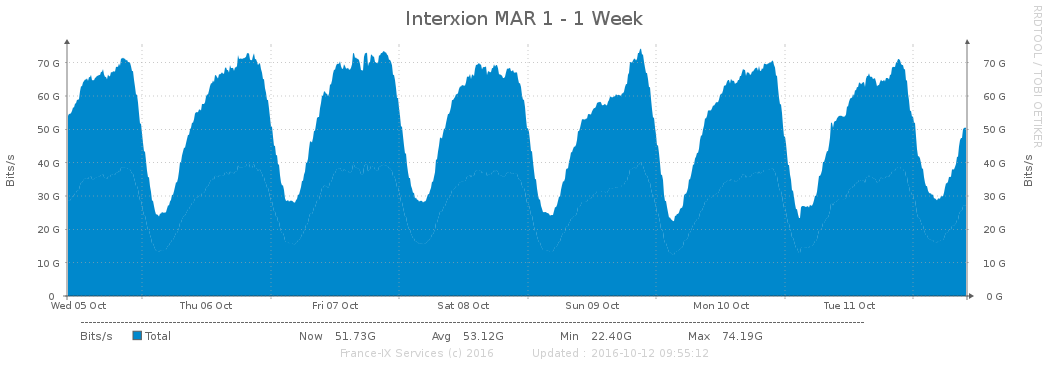 Interxion MAR 1 - 1 Week
RRDTOOL / TOBI OETIKER
Bits/s
Bits/s
70 G 70 G
60 G 60 G
50 G 50 G
40 G 40 G
30 G 30 G
20 G 20 G
10 G 10 G
0 0 G
Wed 05 Oct Thu 06 Oct Fri 07 Oct Sat 08 Oct Sun 09 Oct Mon 10 Oct Tue 11 Oct
Bits/s Total Now 51.73G Avg 53.12G Min 22.40G Max 74.19G
France-IX Services (c) 2016 Updated : 2016-10-12 09:55:12